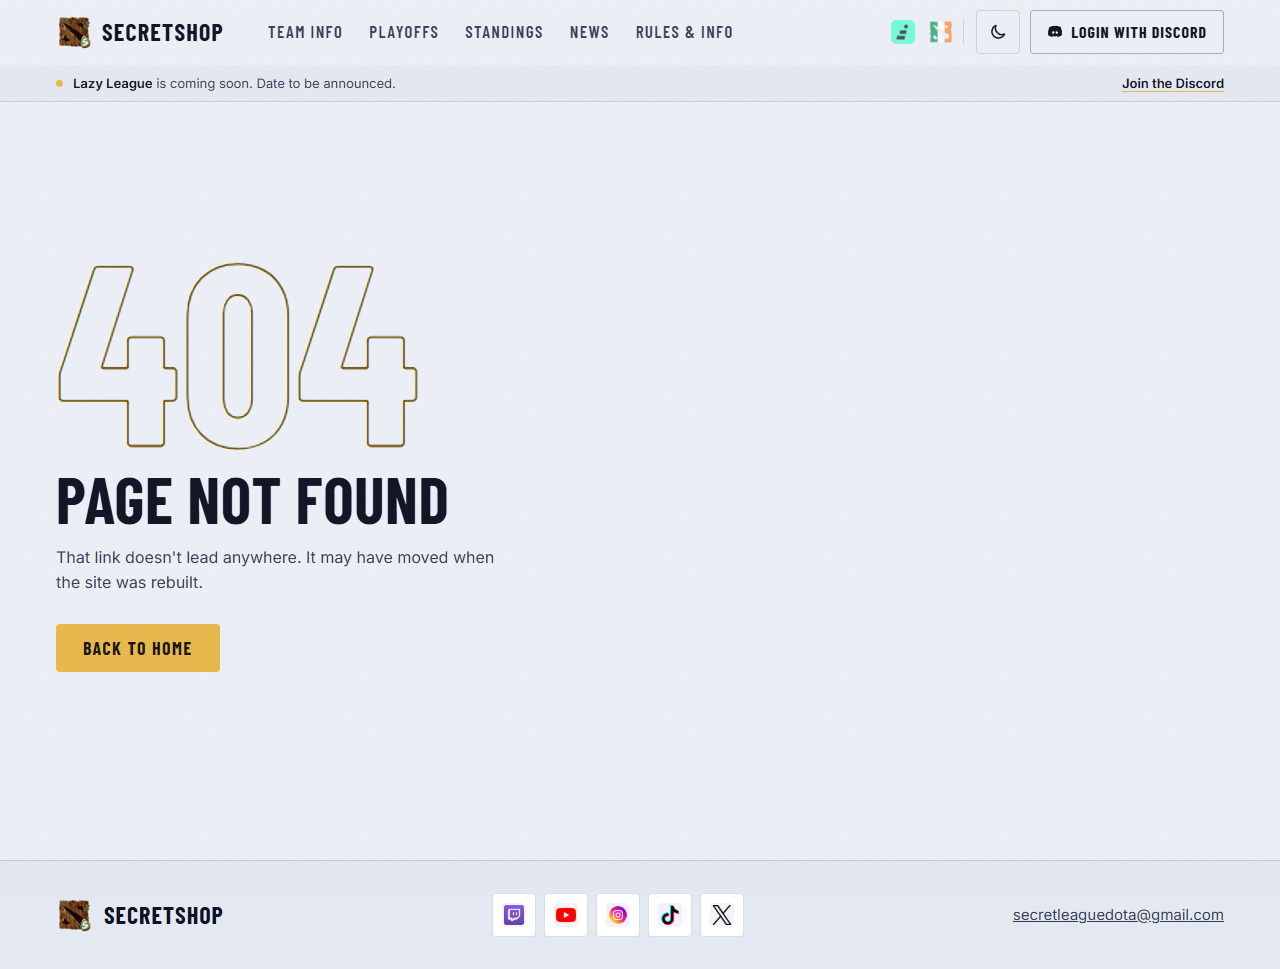 SECRETSHOP
TEAM INFO
PLAYOFFS
STANDINGS
NEWS
RULES & INFO
LOGIN WITH DISCORD
Lazy League is coming soon. Date to be announced.
Join the Discord
404
PAGE NOT FOUND
That link doesn't lead anywhere. It may have moved when
the site was rebuilt.
BACK TO HOME
SECRETSHOP
secretleaguedota@gmail.com